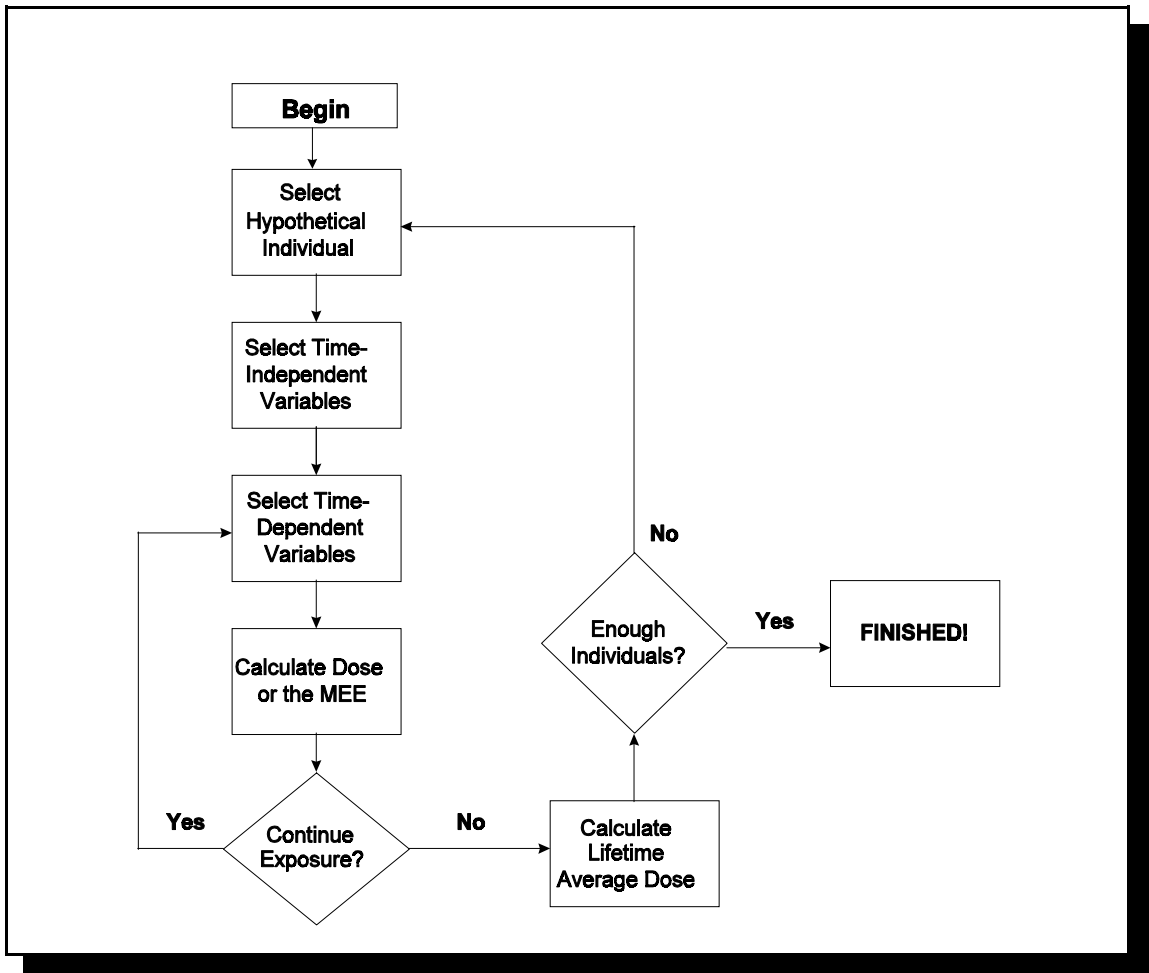 Begin
Select
Hypothetical
Individual
Select Time-
Independent
Variables
Select Time-
Dependent
Variables
Calculate Dose
or the MEE
Continue
Exposure?
Yes
No
Calculate
Lifetime
Average Dose
Enough
Individuals?
No
Yes
FINISHED!